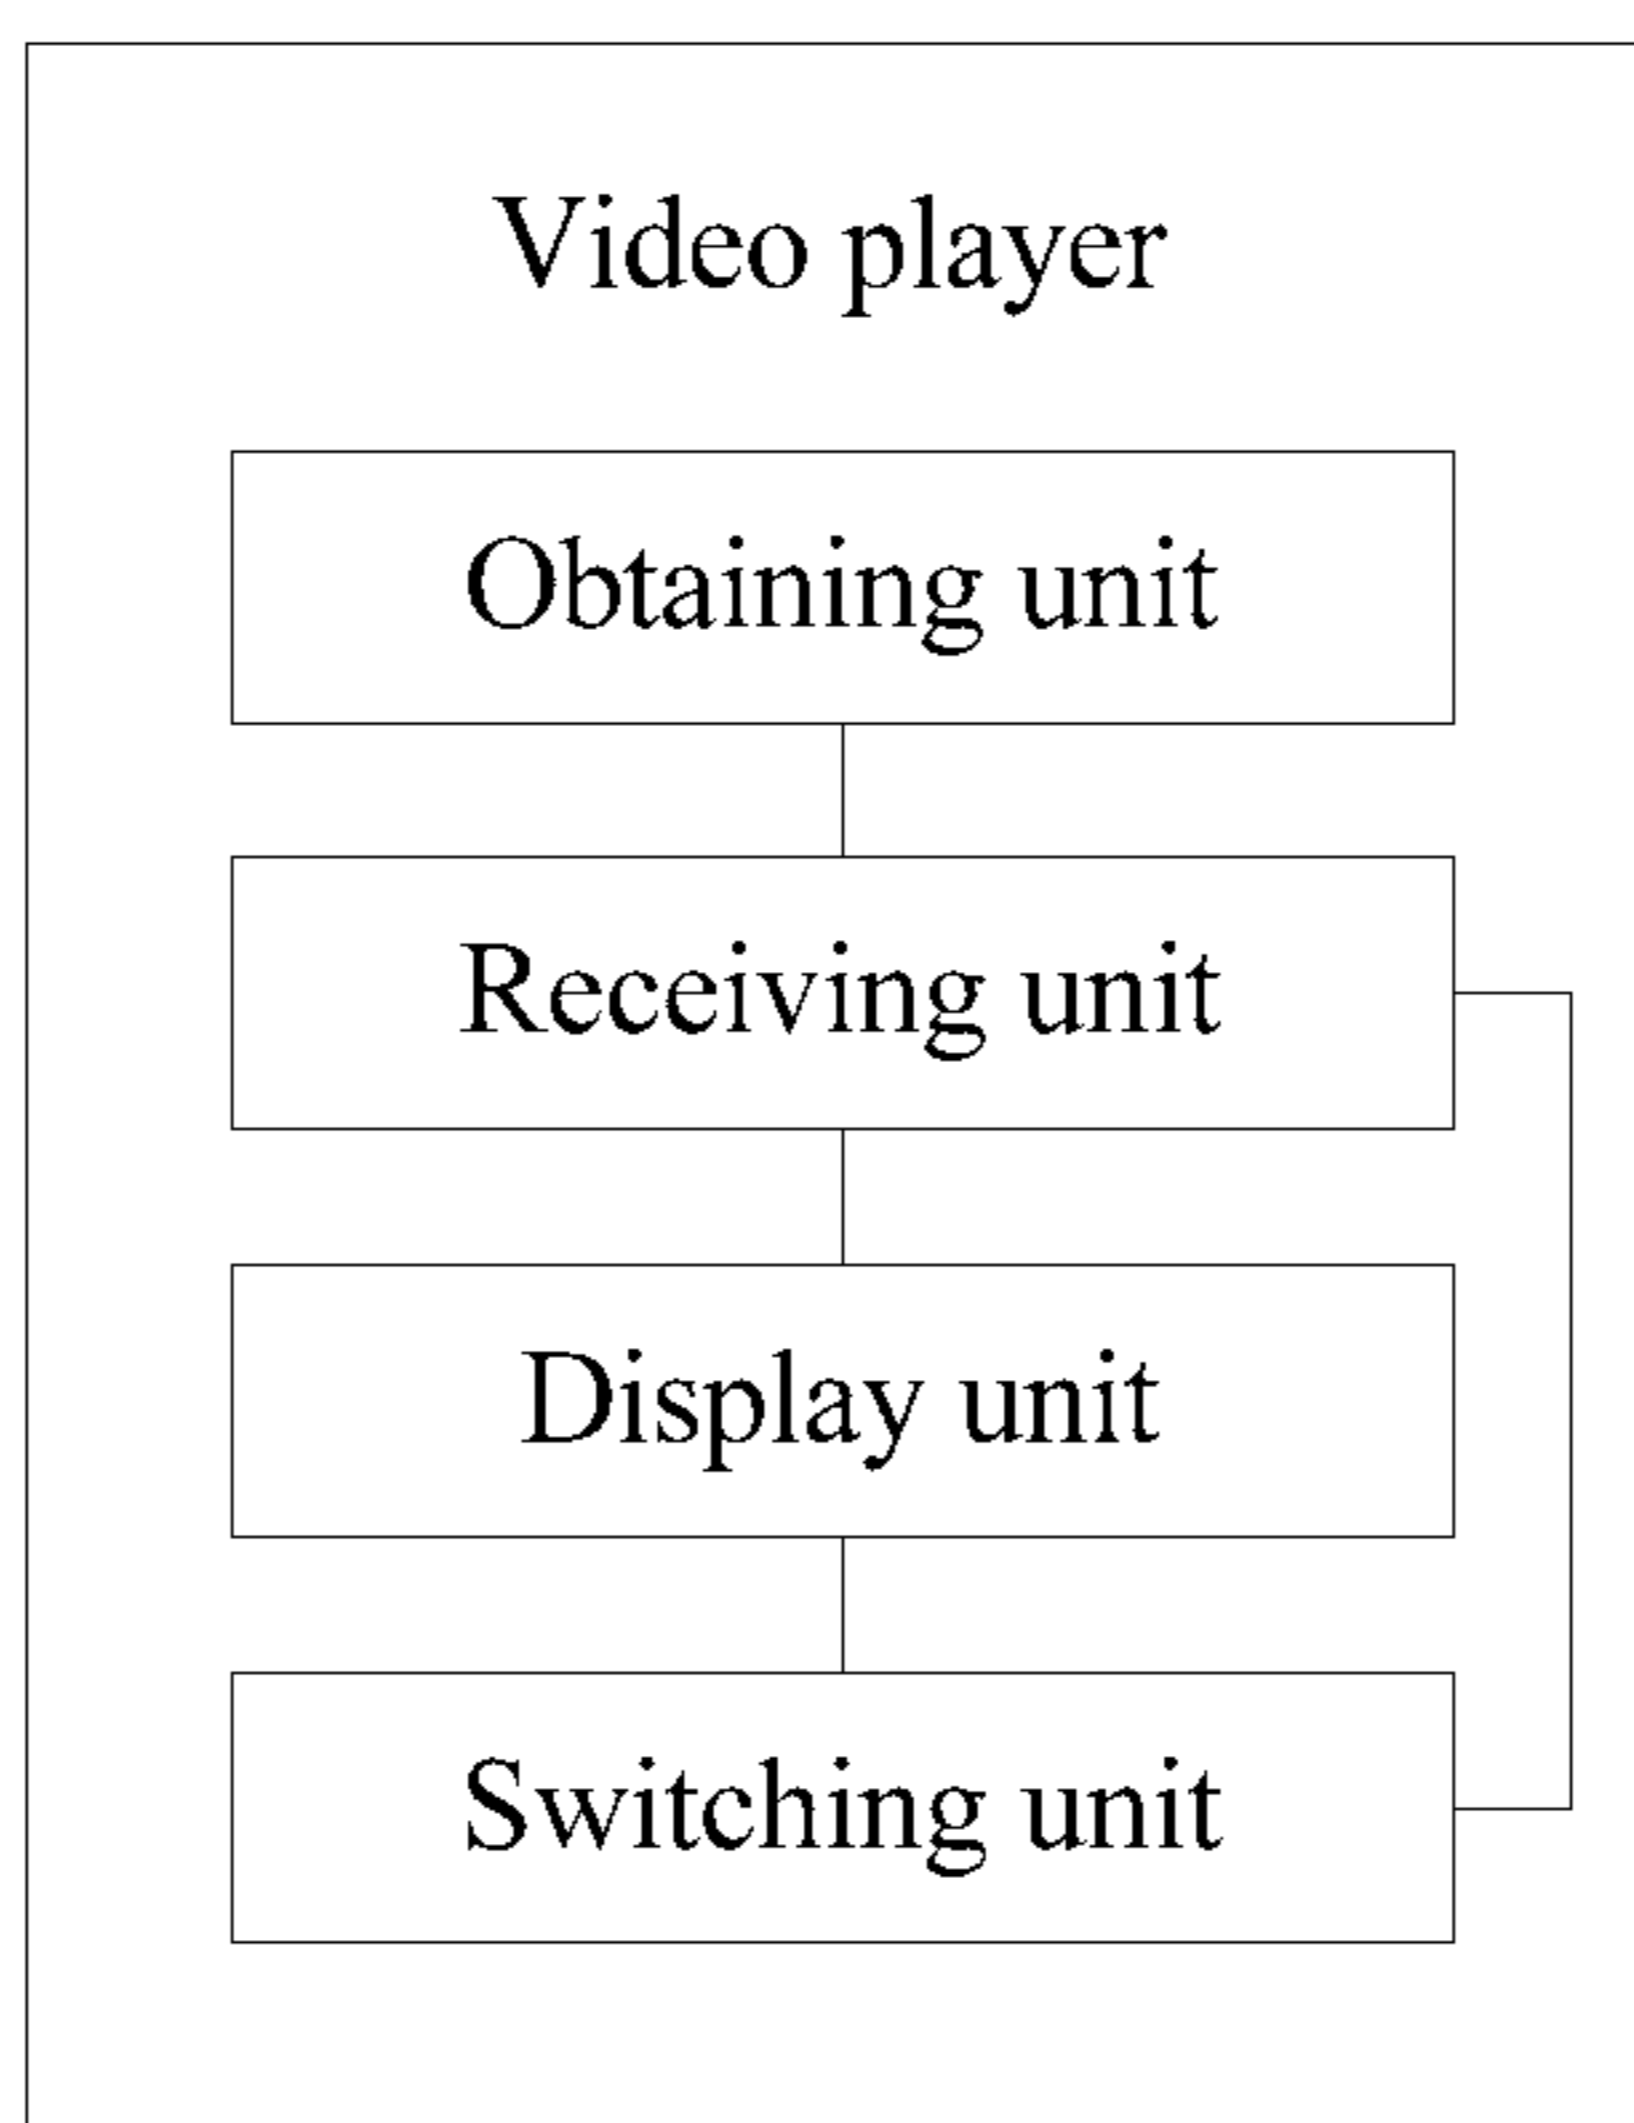 Video player
Obtaining unit
Receiving unit
Display unit
Switching unit